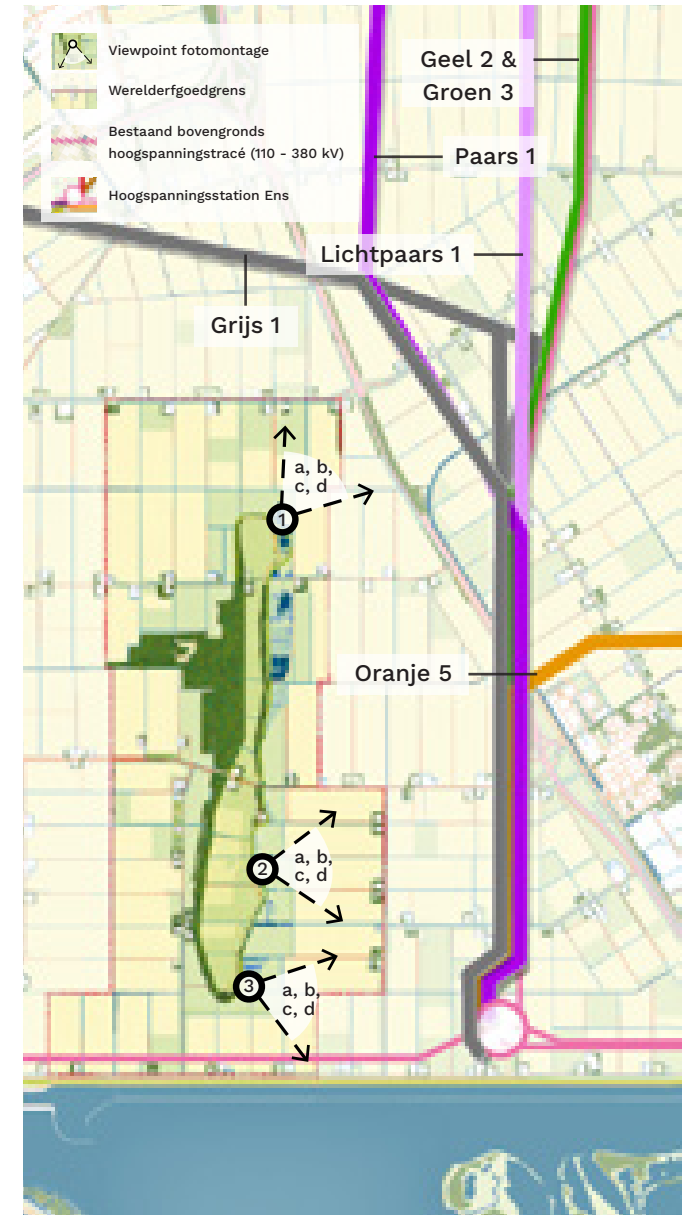 Viewpoint fotomontage
Werelderfgoedgrens
Bestaand bovengronds
hoogspanningstracé (110 - 380 kV)
Hoogspanningsstation Ens
Geel 2 &
Groen 3
Paars 1
Lichtpaars 1
Grijs 1
a, b,
c, d
1
Oranje 5
2
a, b,
c, d
3
a, b,
c, d